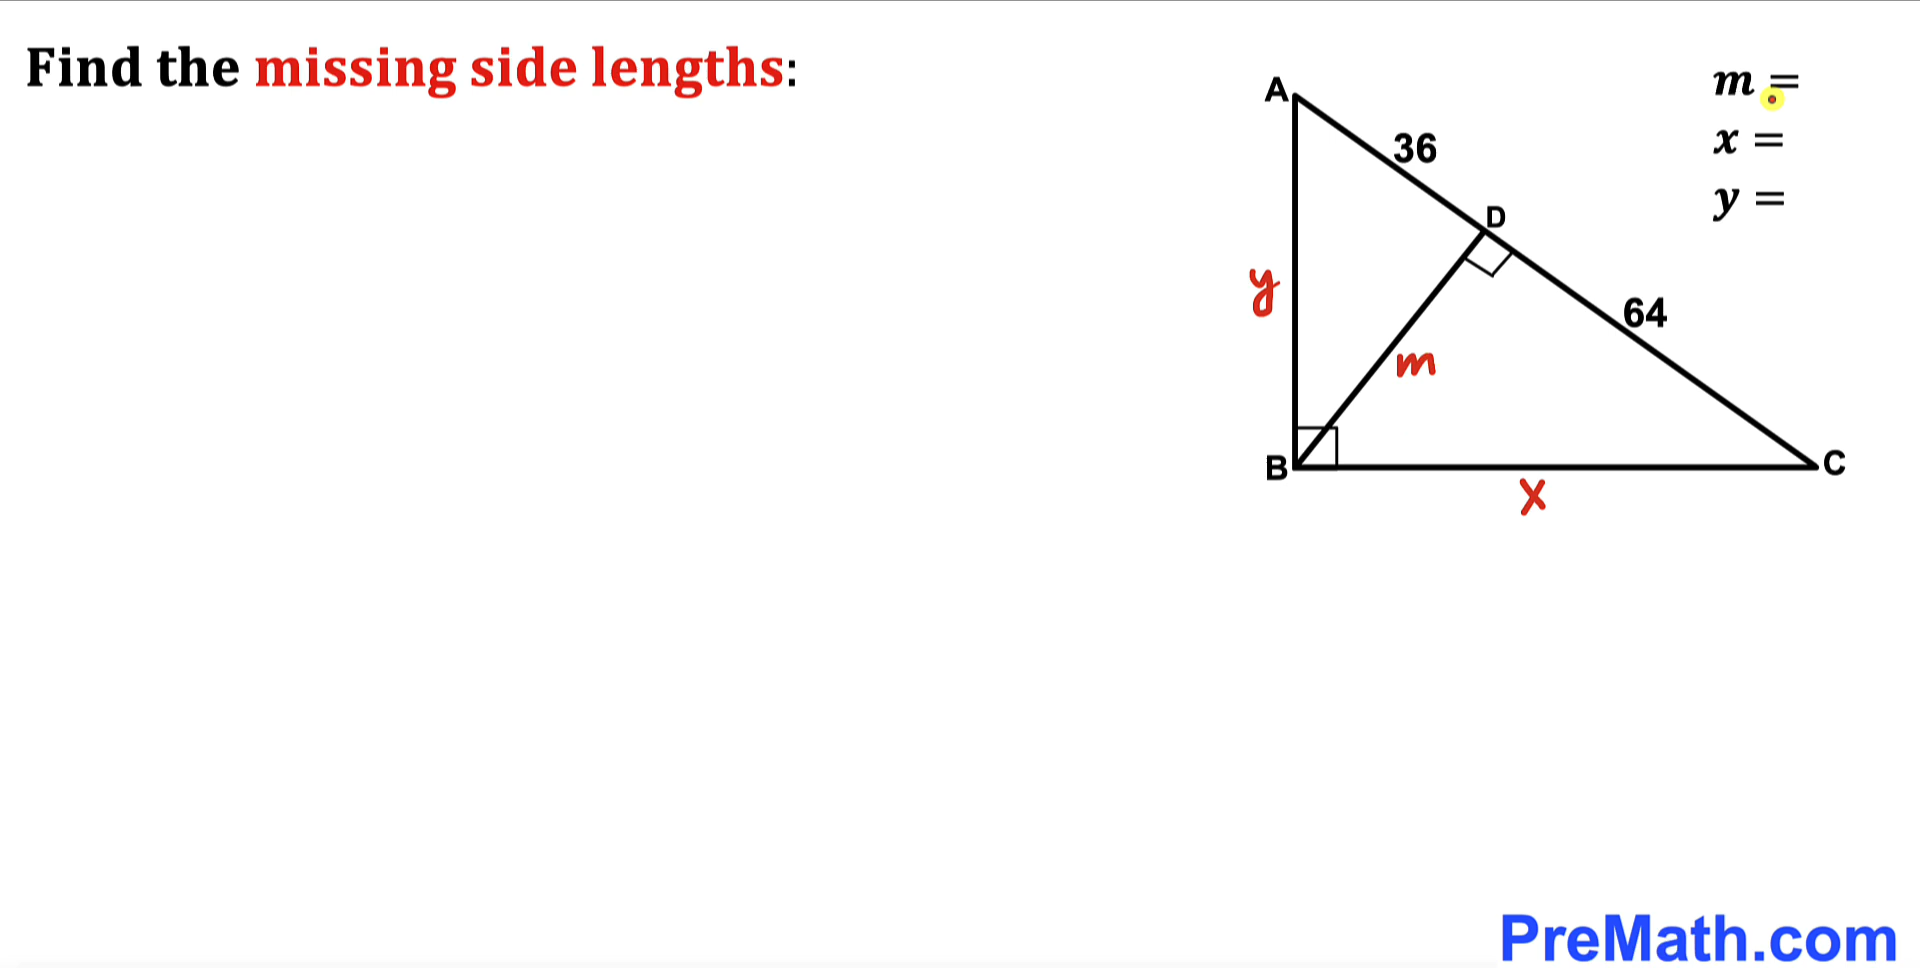 Find the missing side lengths:
m =
A
36
x =
D
y =
y
64
m
B
C
X
PreMath.com